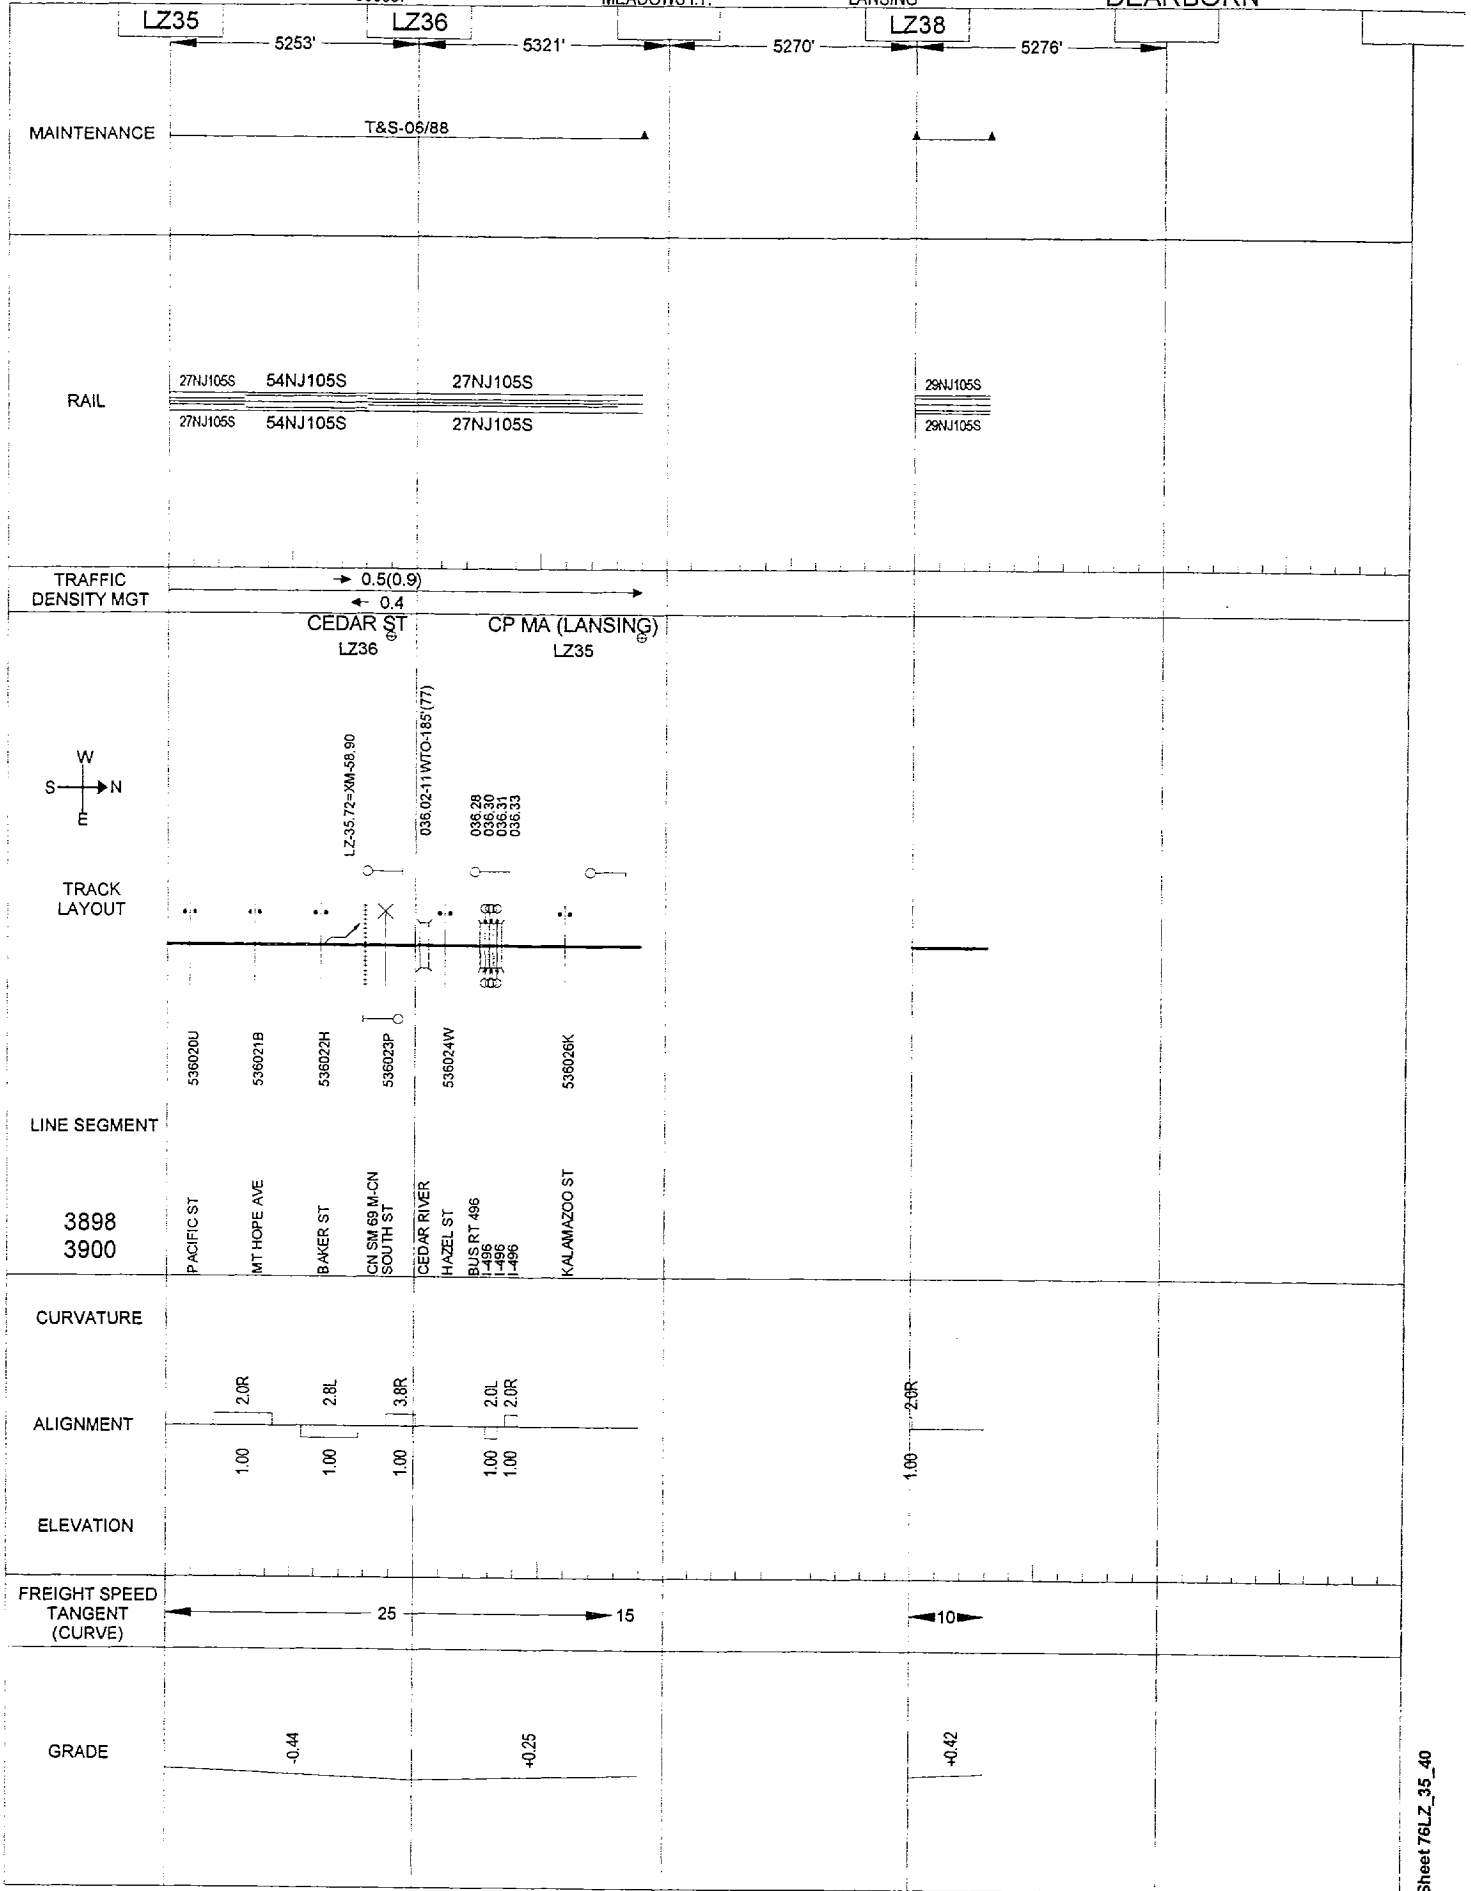 MEADOWS I.T. LANSING DEARBORN
LZ35 LZ36 LZ38
5253' 5321' 5270' 5276'
MAINTENANCE T&S-06/88
27NJ105S 54NJ105S 27NJ105S 29NJ105S
RAIL
27NJ105S 54NJ105S 27NJ105S 29NJ105S
TRAFFIC
DENSITY MGT
0.5(0.9)
0.4
CEDAR ST CP MA (LANSING)
LZ36 LZ35
W
S N
E
LZ-35.72=XM-58.90
036.02-11WTO-185'(77)
036.28
036.30
036.31
036.33
TRACK
LAYOUT
536020U
536021B
536022H
536023P
536024W
536026K
LINE SEGMENT
3898
3900
PACIFIC ST
MT HOPE AVE
BAKER ST
CN SM 69 M-CN
SOUTH ST
CEDAR RIVER
HAZEL ST
BUS RT 496
I-496
I-496
I-496
KALAMAZOO ST
CURVATURE
2.0R 2.8L 3.8R 2.0L 2.0R 2.0R
ALIGNMENT
1.00 1.00 1.00 1.00 1.00 1.00
ELEVATION
FREIGHT SPEED
TANGENT
(CURVE)
25 15 10
GRADE
-0.44 +0.25 +0.42
Sheet 76LZ_35_40